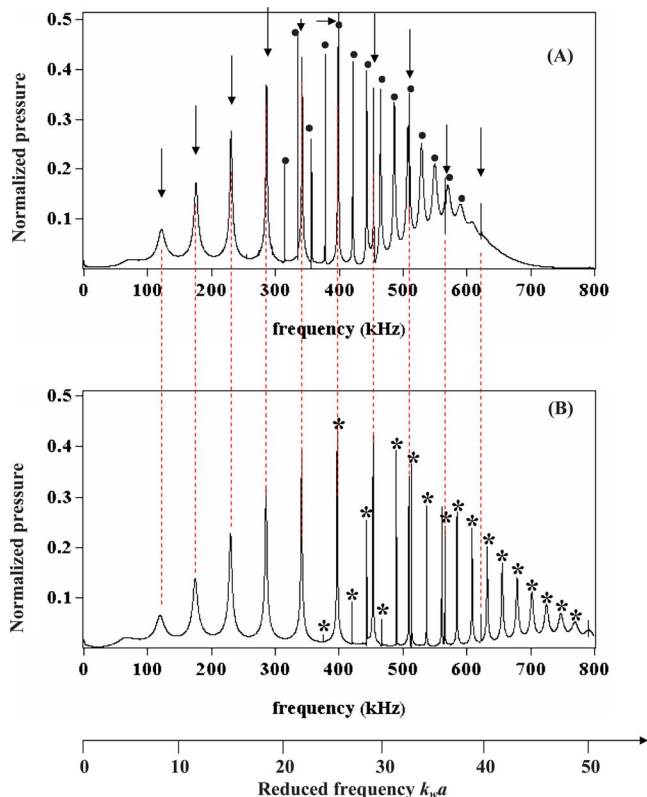 0.5
(A)
0.4
0.3
0.2
0.1
Normalized pressure
0 100 200 300 400 500 600 700 800
frequency (kHz)
0.5
(B)
0.4
0.3
0.2
0.1
Normalized pressure
0 100 200 300 400 500 600 700 800
frequency (kHz)
0 10 20 30 40 50
Reduced frequency kwa